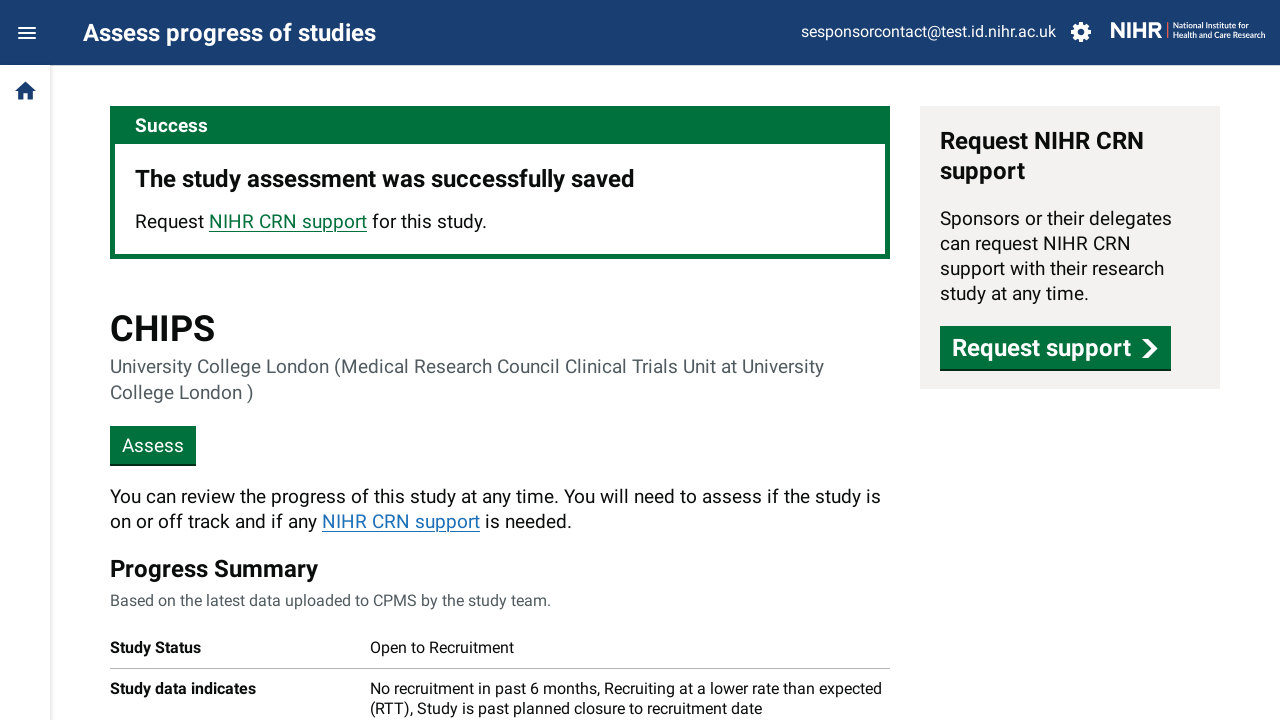 Assess progress of studies
sesponsorcontact@test.id.nihr.ac.uk
NIHR | National Institute for
Health and Care Research
Success
The study assessment was successfully saved
Request NIHR CRN support for this study.
CHIPS
University College London (Medical Research Council Clinical Trials Unit at University
College London )
Assess
You can review the progress of this study at any time. You will need to assess if the study is
on or off track and if any NIHR CRN support is needed.
Progress Summary
Based on the latest data uploaded to CPMS by the study team.
Study Status Open to Recruitment
Study data indicates No recruitment in past 6 months, Recruiting at a lower rate than expected
(RTT), Study is past planned closure to recruitment date
Request NIHR CRN
support
Sponsors or their delegates
can request NIHR CRN
support with their research
study at any time.
Request support